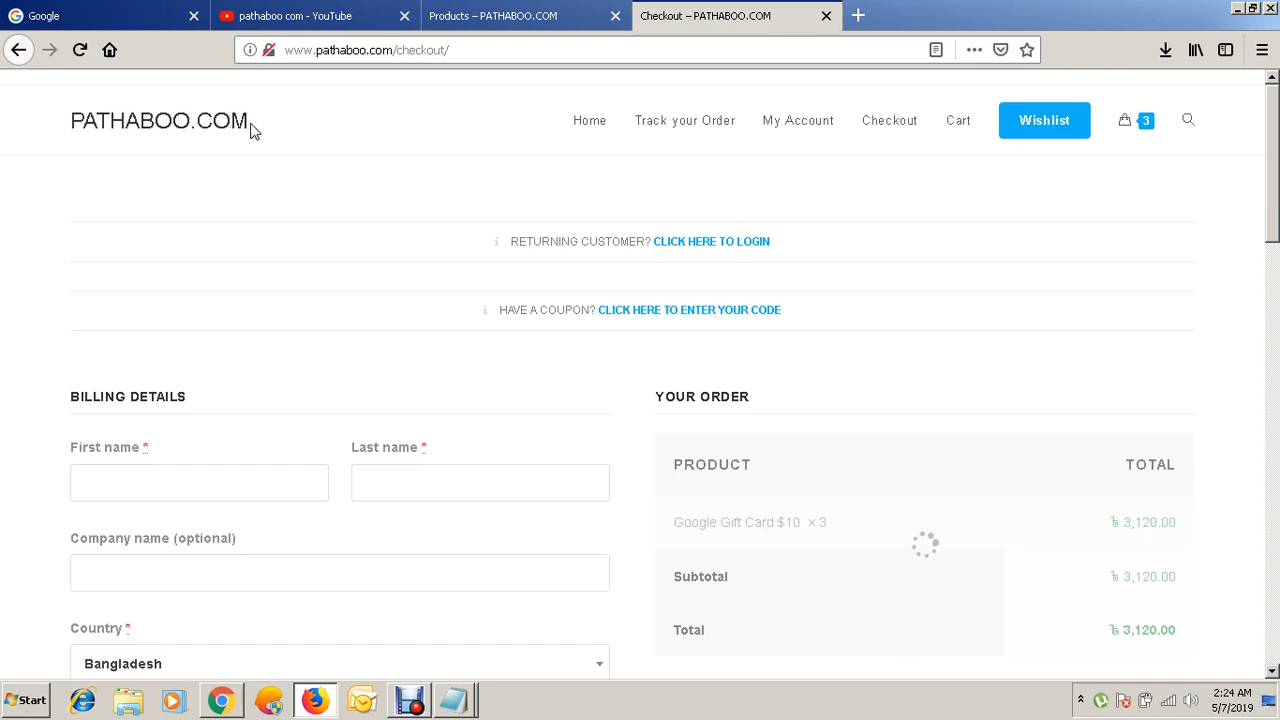 Google
pathaboo com - YouTube
Products – PATHABOO.COM
Checkout – PATHABOO.COM
www.pathaboo.com/checkout/
PATHABOO.COM
Home
Track your Order
My Account
Checkout
Cart
Wishlist
3
RETURNING CUSTOMER? CLICK HERE TO LOGIN
HAVE A COUPON? CLICK HERE TO ENTER YOUR CODE
BILLING DETAILS
YOUR ORDER
First name *
Last name *
PRODUCT
TOTAL
Google Gift Card $10 × 3
৳ 3,120.00
Company name (optional)
Subtotal
৳ 3,120.00
Country *
Total
৳ 3,120.00
Bangladesh
Start
2:24 AM
5/7/2019